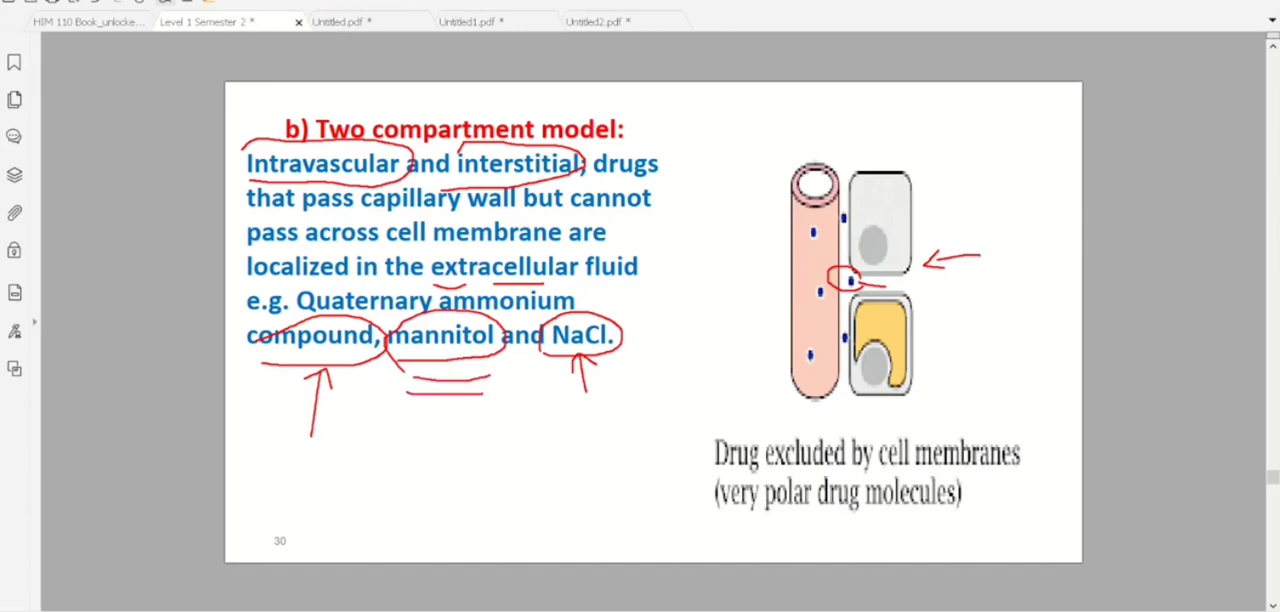 HIM 110 Book_unlocke... Level 1 Semester 2 * Untitled.pdf * Untitled1.pdf * Untitled2.pdf *
b) Two compartment model:
Intravascular and interstitial; drugs
that pass capillary wall but cannot
pass across cell membrane are
localized in the extracellular fluid
e.g. Quaternary ammonium
compound, mannitol and NaCl.
Drug excluded by cell membranes
(very polar drug molecules)
30